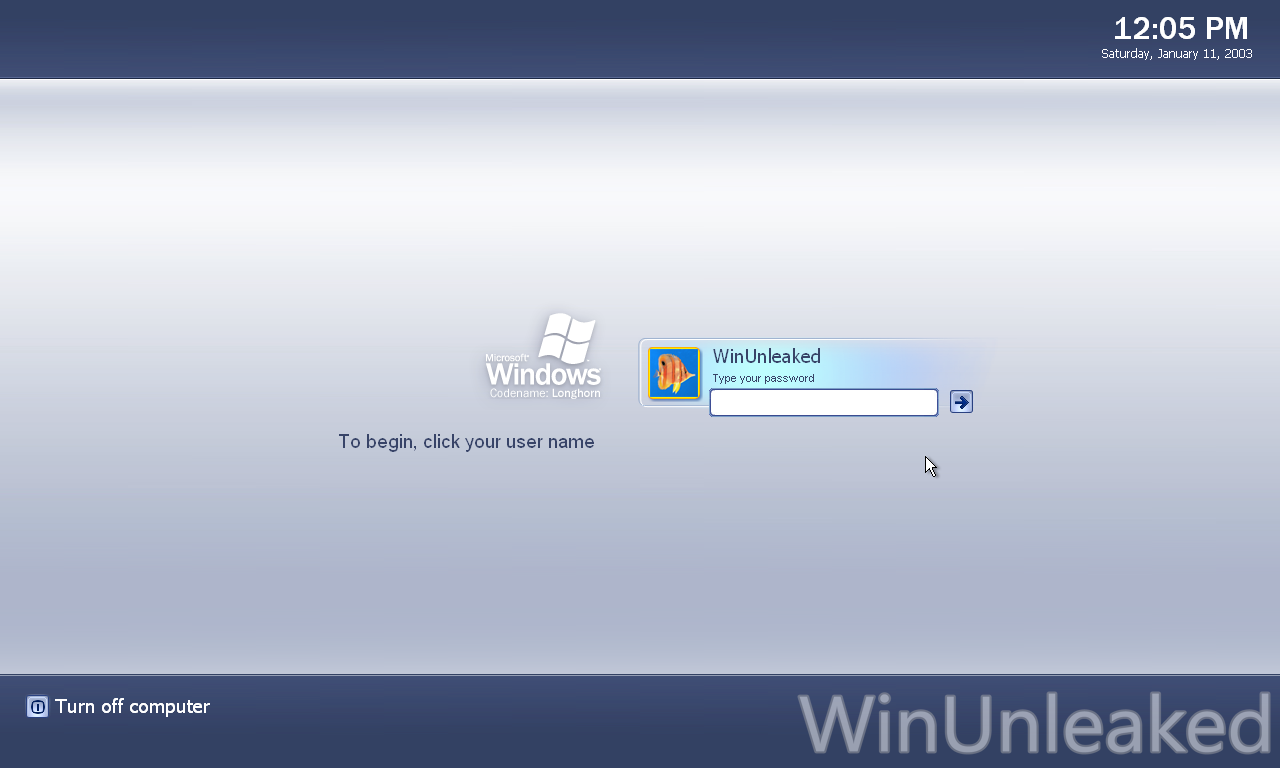 12:05 PM
Saturday, January 11, 2003
Microsoft®
Windows™
Codename: Longhorn
To begin, click your user name
WinUnleaked
Type your password
Turn off computer
WinUnleaked